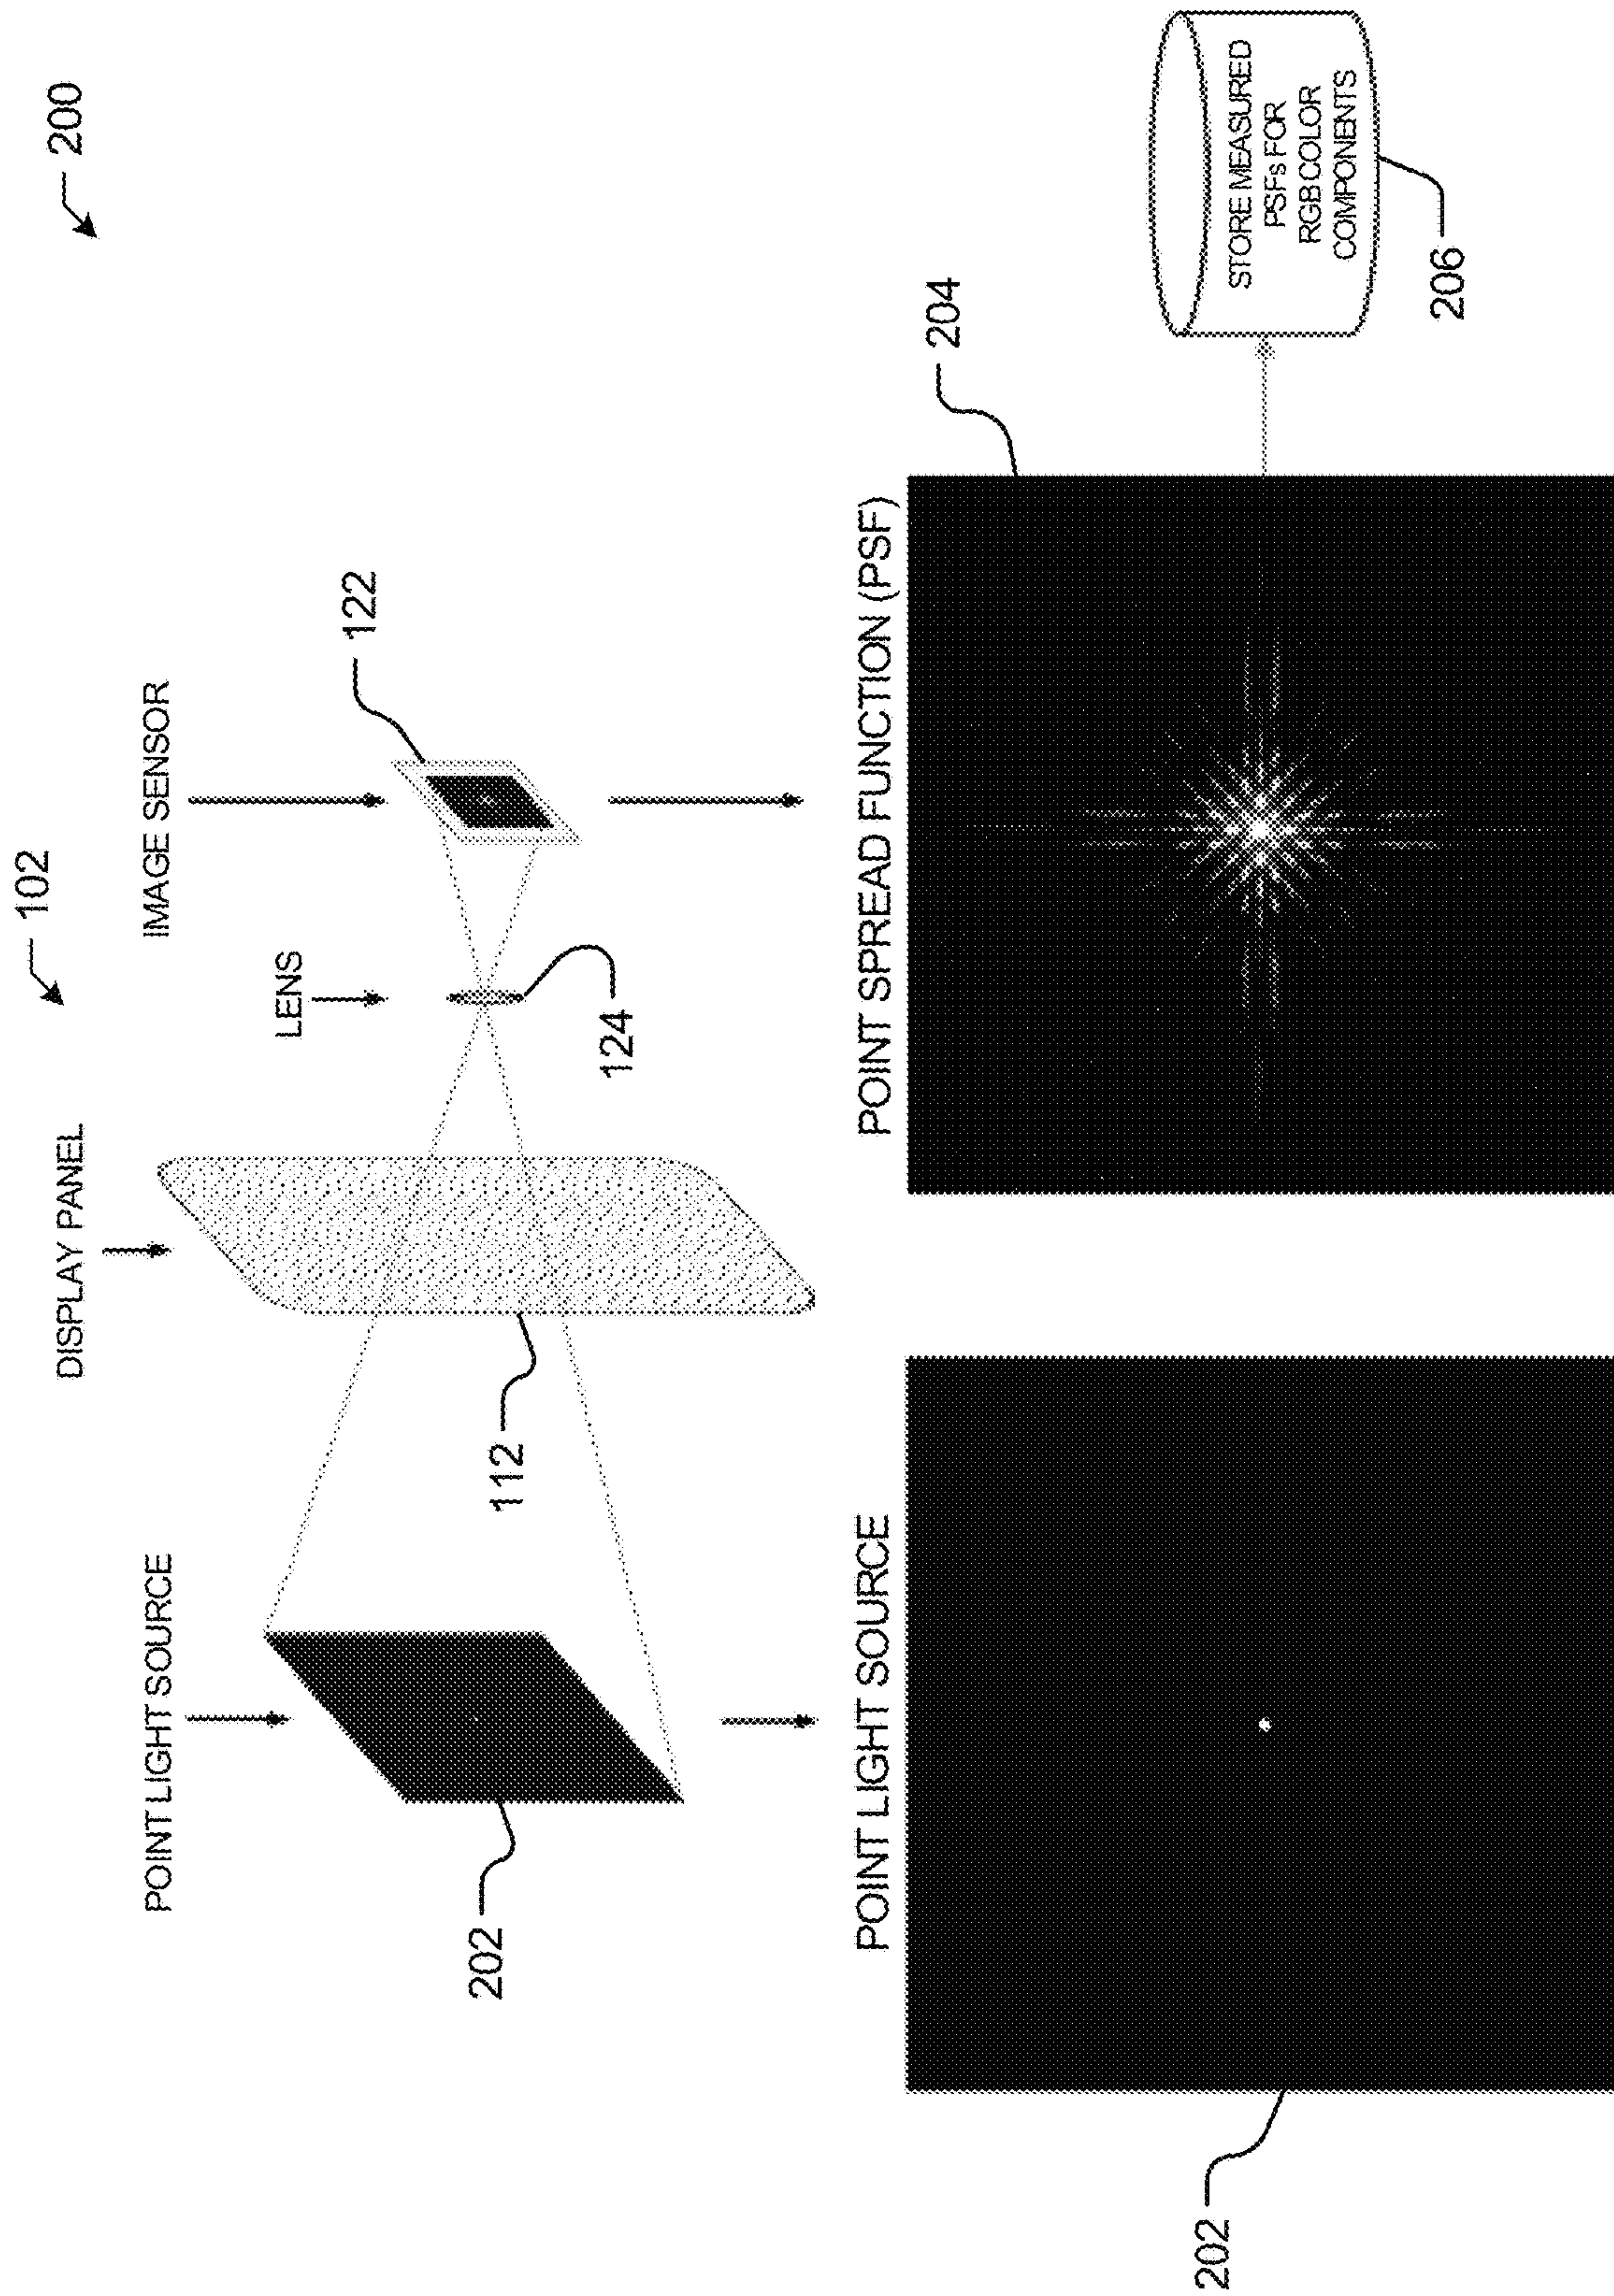 200
102
POINT LIGHT SOURCE
DISPLAY PANEL
LENS
IMAGE SENSOR
202
112
124
122
POINT LIGHT SOURCE
POINT SPREAD FUNCTION (PSF)
204
202
STORE MEASURED
PSFs FOR
RGB COLOR
COMPONENTS
206